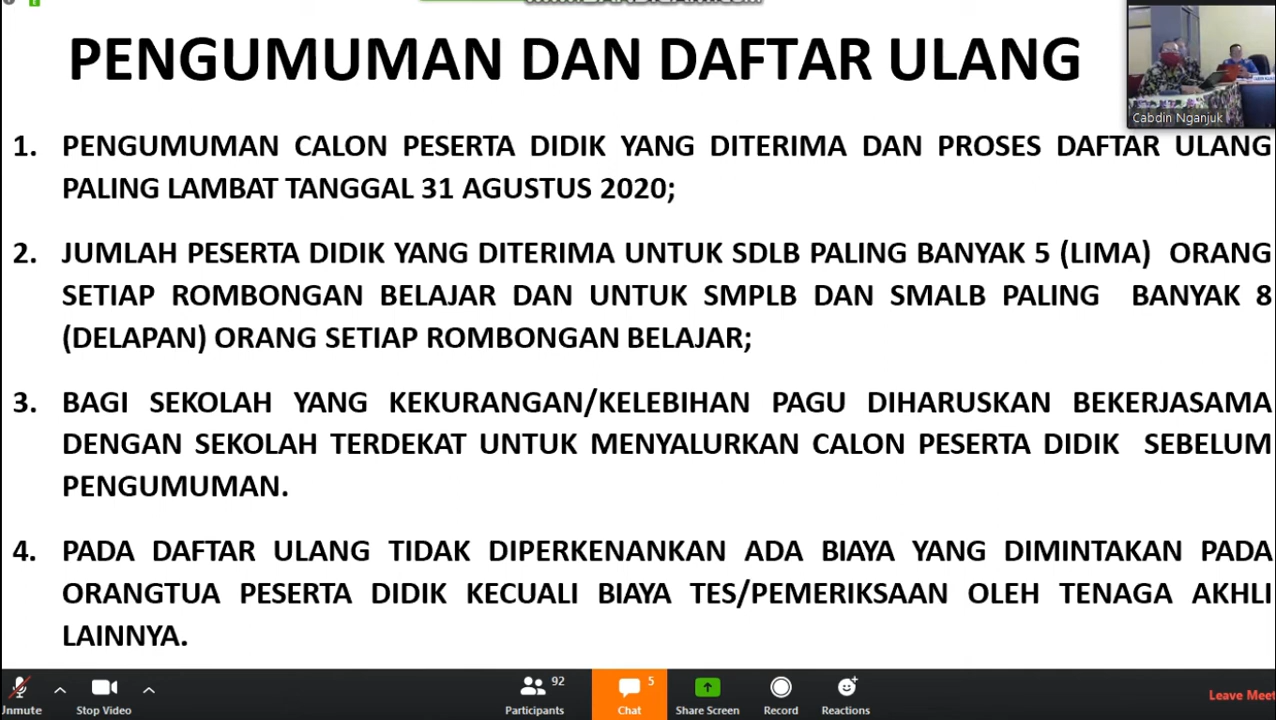 PENGUMUMAN DAN DAFTAR ULANG
Cabdin Nganjuk
1. PENGUMUMAN CALON PESERTA DIDIK YANG DITERIMA DAN PROSES DAFTAR ULANG
PALING LAMBAT TANGGAL 31 AGUSTUS 2020;
2. JUMLAH PESERTA DIDIK YANG DITERIMA UNTUK SDLB PALING BANYAK 5 (LIMA) ORANG
SETIAP ROMBONGAN BELAJAR DAN UNTUK SMPLB DAN SMALB PALING BANYAK 8
(DELAPAN) ORANG SETIAP ROMBONGAN BELAJAR;
3. BAGI SEKOLAH YANG KEKURANGAN/KELEBIHAN PAGU DIHARUSKAN BEKERJASAMA
DENGAN SEKOLAH TERDEKAT UNTUK MENYALURKAN CALON PESERTA DIDIK SEBELUM
PENGUMUMAN.
4. PADA DAFTAR ULANG TIDAK DIPERKENANKAN ADA BIAYA YANG DIMINTAKAN PADA
ORANGTUA PESERTA DIDIK KECUALI BIAYA TES/PEMERIKSAAN OLEH TENAGA AKHLI
LAINNYA.
92 5
Unmute Stop Video Participants Chat Share Screen Record Reactions Leave Meet